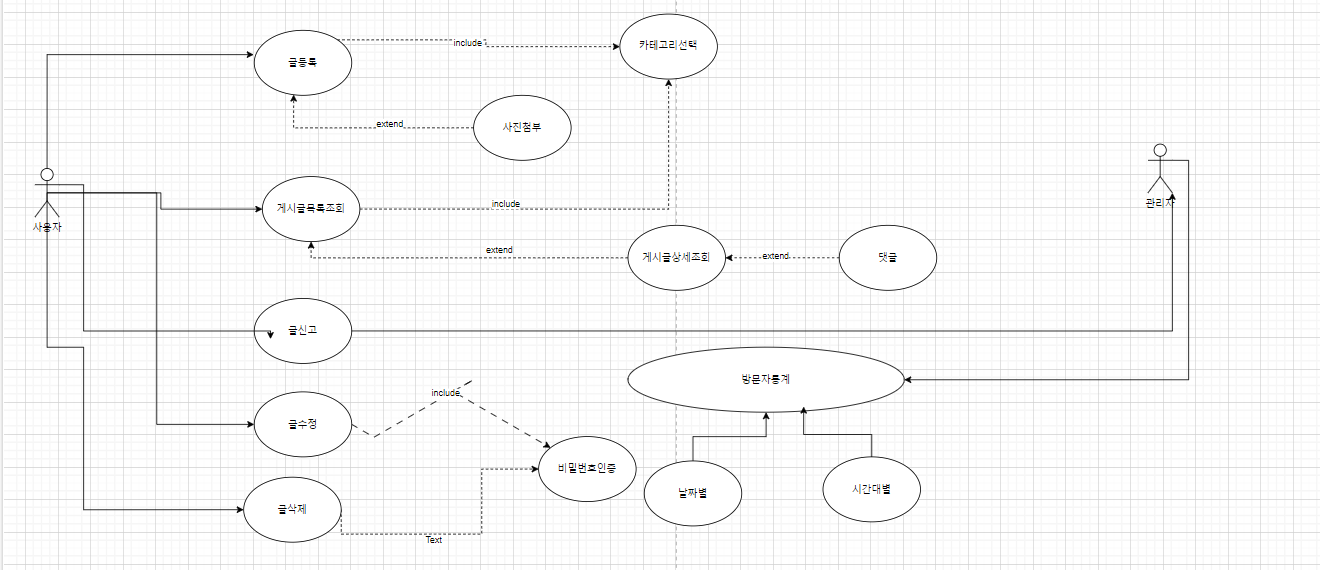 글등록
include
카테고리선택
extend
사진첨부
사용자
관리자
게시글목록조회
include
extend
게시글상세조회
extend
댓글
글신고
방문자통계
include
글수정
비밀번호인증
날짜별
시간대별
글삭제
Text